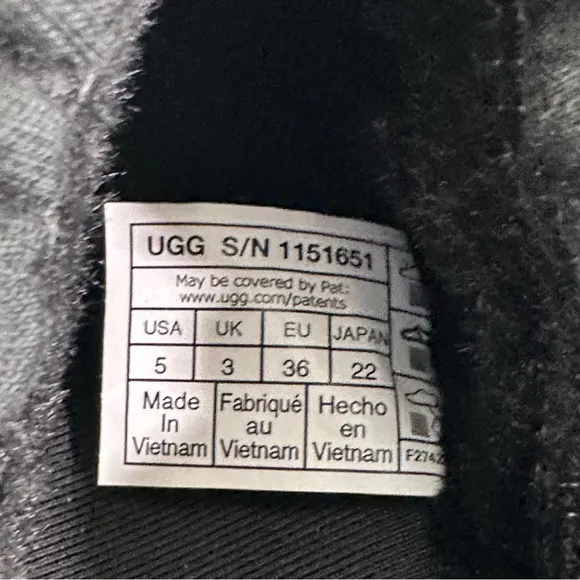 UGG S/N 1151651
May be covered by Pat:
www.ugg.com/patents
USA UK EU JAPAN
5 3 36 22
Made In Vietnam
Fabriqué au Vietnam
Hecho en Vietnam